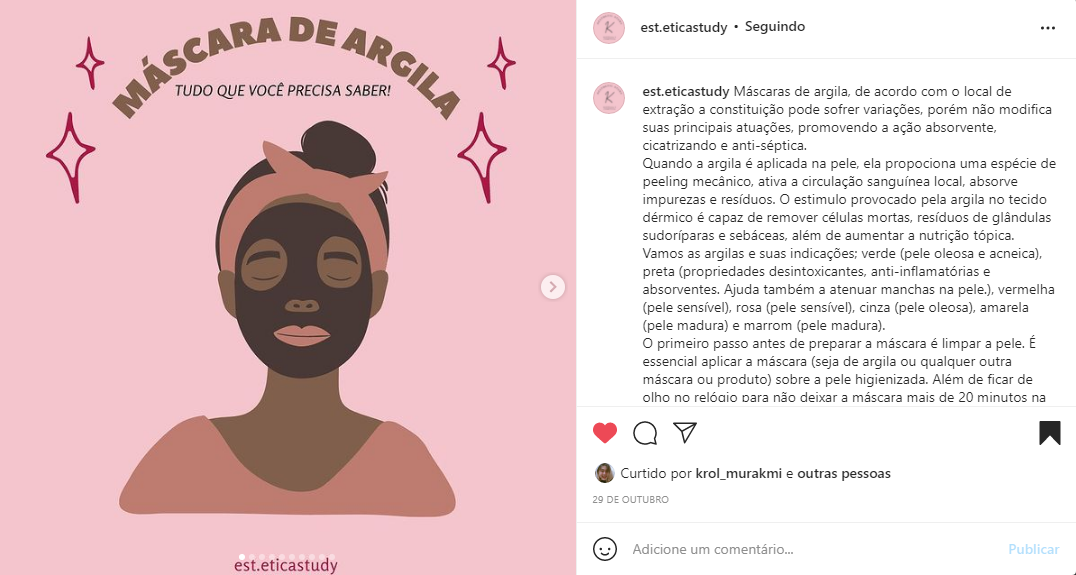 MÁSCARA DE ARGILA
TUDO QUE VOCÊ PRECISA SABER!
est.eticastudy
est.eticastudy • Seguindo
est.eticastudy Máscaras de argila, de acordo com o local de
extração a constituição pode sofrer variações, porém não modifica
suas principais atuações, promovendo a ação absorvente,
cicatrizando e anti-séptica.
Quando a argila é aplicada na pele, ela propociona uma espécie de
peeling mecânico, ativa a circulação sanguínea local, absorve
impurezas e resíduos. O estimulo provocado pela argila no tecido
dérmico é capaz de remover células mortas, resíduos de glândulas
sudoríparas e sebáceas, além de aumentar a nutrição tópica.
Vamos as argilas e suas indicações; verde (pele oleosa e acneica),
preta (propriedades desintoxicantes, anti-inflamatórias e
absorventes. Ajuda também a atenuar manchas na pele.), vermelha
(pele sensível), rosa (pele sensível), cinza (pele oleosa), amarela
(pele madura) e marrom (pele madura).
O primeiro passo antes de preparar a máscara é limpar a pele. É
essencial aplicar a máscara (seja de argila ou qualquer outra
máscara ou produto) sobre a pele higienizada. Além de ficar de
olho no relógio para não deixar a máscara mais de 20 minutos na
Curtido por krol_murakmi e outras pessoas
29 DE OUTUBRO
Adicione um comentário...
Publicar